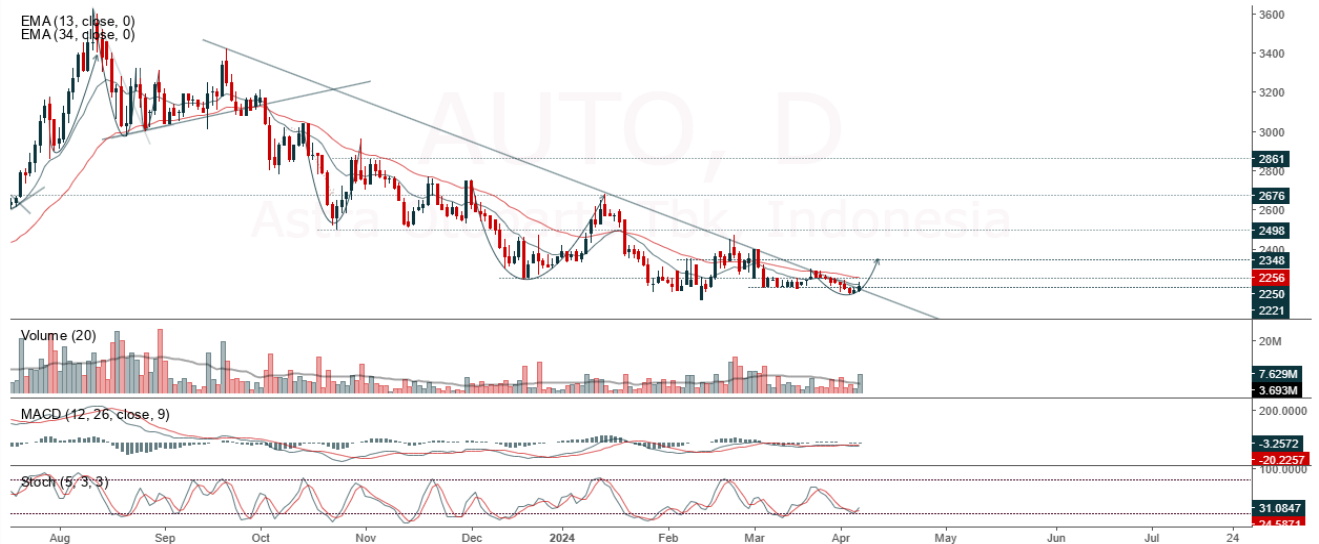 EMA (13, close, 0)
EMA (34, close, 0)
AUTO, D
Indonesia
3600
3400
3200
3000
2861
2800
2676
2600
2498
2400
2348
2256
2250
2221
Volume (20)
20M
7.629M
3.693M
MACD (12, 26, close, 9)
200.0000
-3.2572
-20.2257
Stoch (5, 3, 3)
100.0000
31.0847
24.5871
Aug Sep Oct Nov Dec 2024 Feb Mar Apr May Jun Jul 24